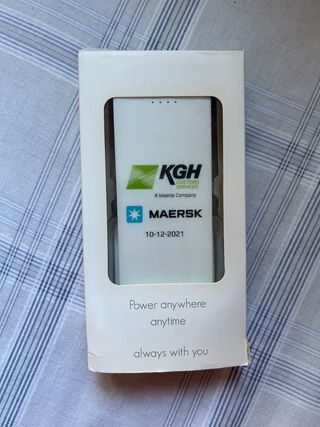 KGH
CUSTOMS
SERVICES
A Maersk Company
MAERSK
10-12-2021
Power anywhere
anytime
always with you